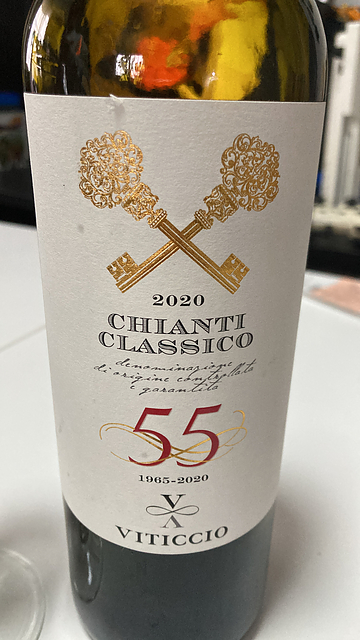 2020
CHIANTI
CLASSICO
denominazione
di origine controllata
e garantita
55
1965-2020
V
V
VITICCIO